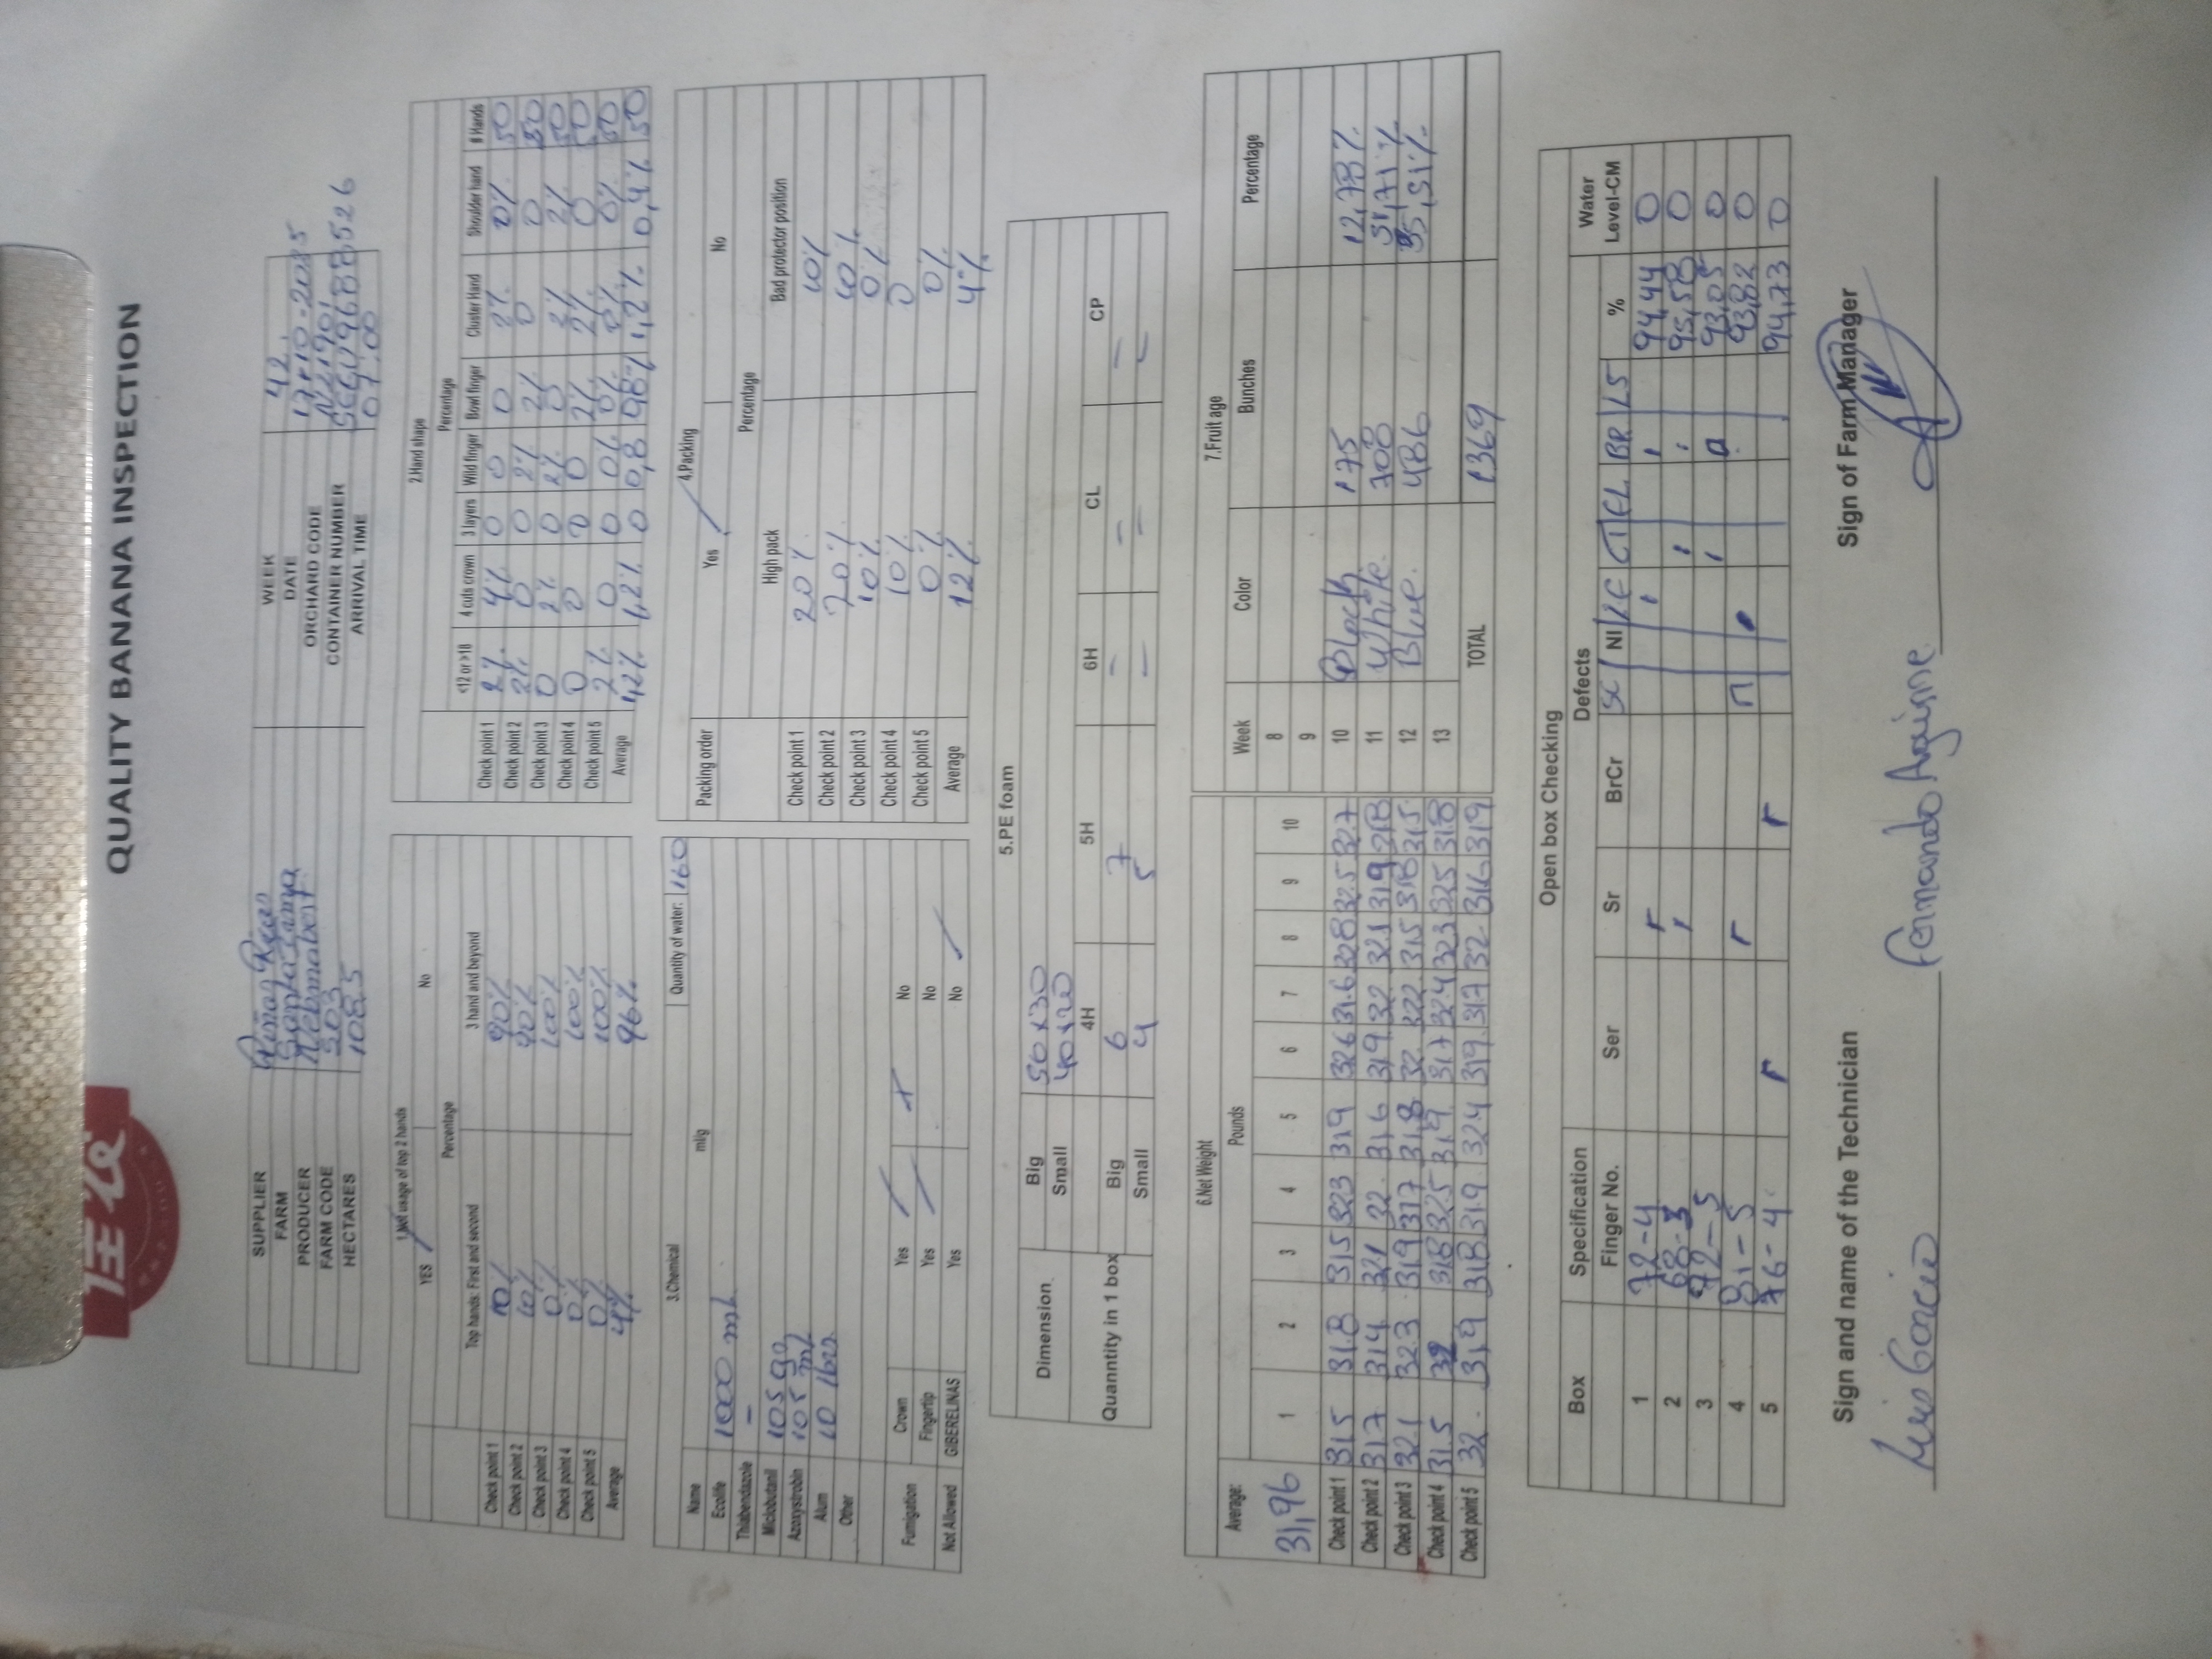 佳农
QUALITY BANANA INSPECTION
SUPPLIER Piñas Ricas WEEK 42.
FARM Santa Irma DATE 17-10-2025
PRODUCER ORCHARD CODE N21901
FARM CODE 503 CONTAINER NUMBER
HECTARES 108.5 ARRIVAL TIME 07:00
1.Not usage of top 2 hands
YES No
Percentage
Top hands: First and second 3 hand and beyond
Check point 1 10% 90%
Check point 2 10% 90%
Check point 3 0% 100%
Check point 4 0% 100%
Check point 5 0% 100%
Average 4% 96%
2.Hand shape
Percentage
<12 or >18 4 cuts crown 3 layers Wild finger Bowl finger Cluster Hand Shoulder hand # Hands
Check point 1 2% 4% 0 0 0 2% 0% 50
Check point 2 2% 0 0 2% 2% 0 0 50
Check point 3 0 2% 0 2% 0 2% 2% 50
Check point 4 0 0 0 0 2% 2% 0 50
Check point 5 2% 0 0 0% 0% 0% 0% 50
Average 1,2% 1,2% 0 0,8 1,2% 0,4% 50
3.Chemical Quantity of water: 160
Name ml/g
Ecolife 1000 ml
Thiabendazole –
Miclobutanil 105 go
Azoxystrobin 105 ml
Alum 10 lbrs
Other
Fumigation Crown Yes No
Fingertip Yes No
Not Allowed GIBERELINAS Yes No
4.Packing
Packing order Yes No
Percentage
High pack Bad protector position
Check point 1 20% 10%
Check point 2 20% 10%
Check point 3 10% 0%
Check point 4 10% 0
Check point 5 0% 0%
Average 12% 4%
5.PE foam
Dimension Big 50x30
Small 40x20
4H 5H 6H CL CP
Quanntity in 1 box Big 6 7 – – –
Small 4 5 – – –
6.Net Weight
Average: Pounds
31,96 1 2 3 4 5 6 7 8 9 10
Check point 1 31.5 31.8 31.5 32.3 31.9 32.6 31.6 32.8 32.5 32.7
Check point 2 31.7 31.4 32.1 32. 31.6 31.9 32. 32.1 31.9 31.8
Check point 3 32.1 32.3 31.9 31.7 31,8 32. 32.2. 31.5 31.8 31.5
Check point 4 31.5 32 31.8 32.5 31,9. 31.7 32.4 32.3 32.5 31.8
Check point 5 32. 31,9 31.8 31.9 32.4 31.9. 31.7 32. 31.6 31.9
7.Fruit age
Week Color Bunches Percentage
8
9
10 Black 175 12,78%
11 White. 708 51,71%
12 Blue. 486 35,51%
13
TOTAL 1369
Open box Checking
Box Specification Defects Water
Finger No. Ser Sr BrCr SC NI LE CT EL BR LS % Level-CM
1 72-4 94,44 0
2 68-3 95,58 0
3 72-5 93,05 0
4 81-5 93,82 0
5 76-4 94,73 0
Sign and name of the Technician Sign of Farm Manager
Luis Garcia Fernando Aguirre